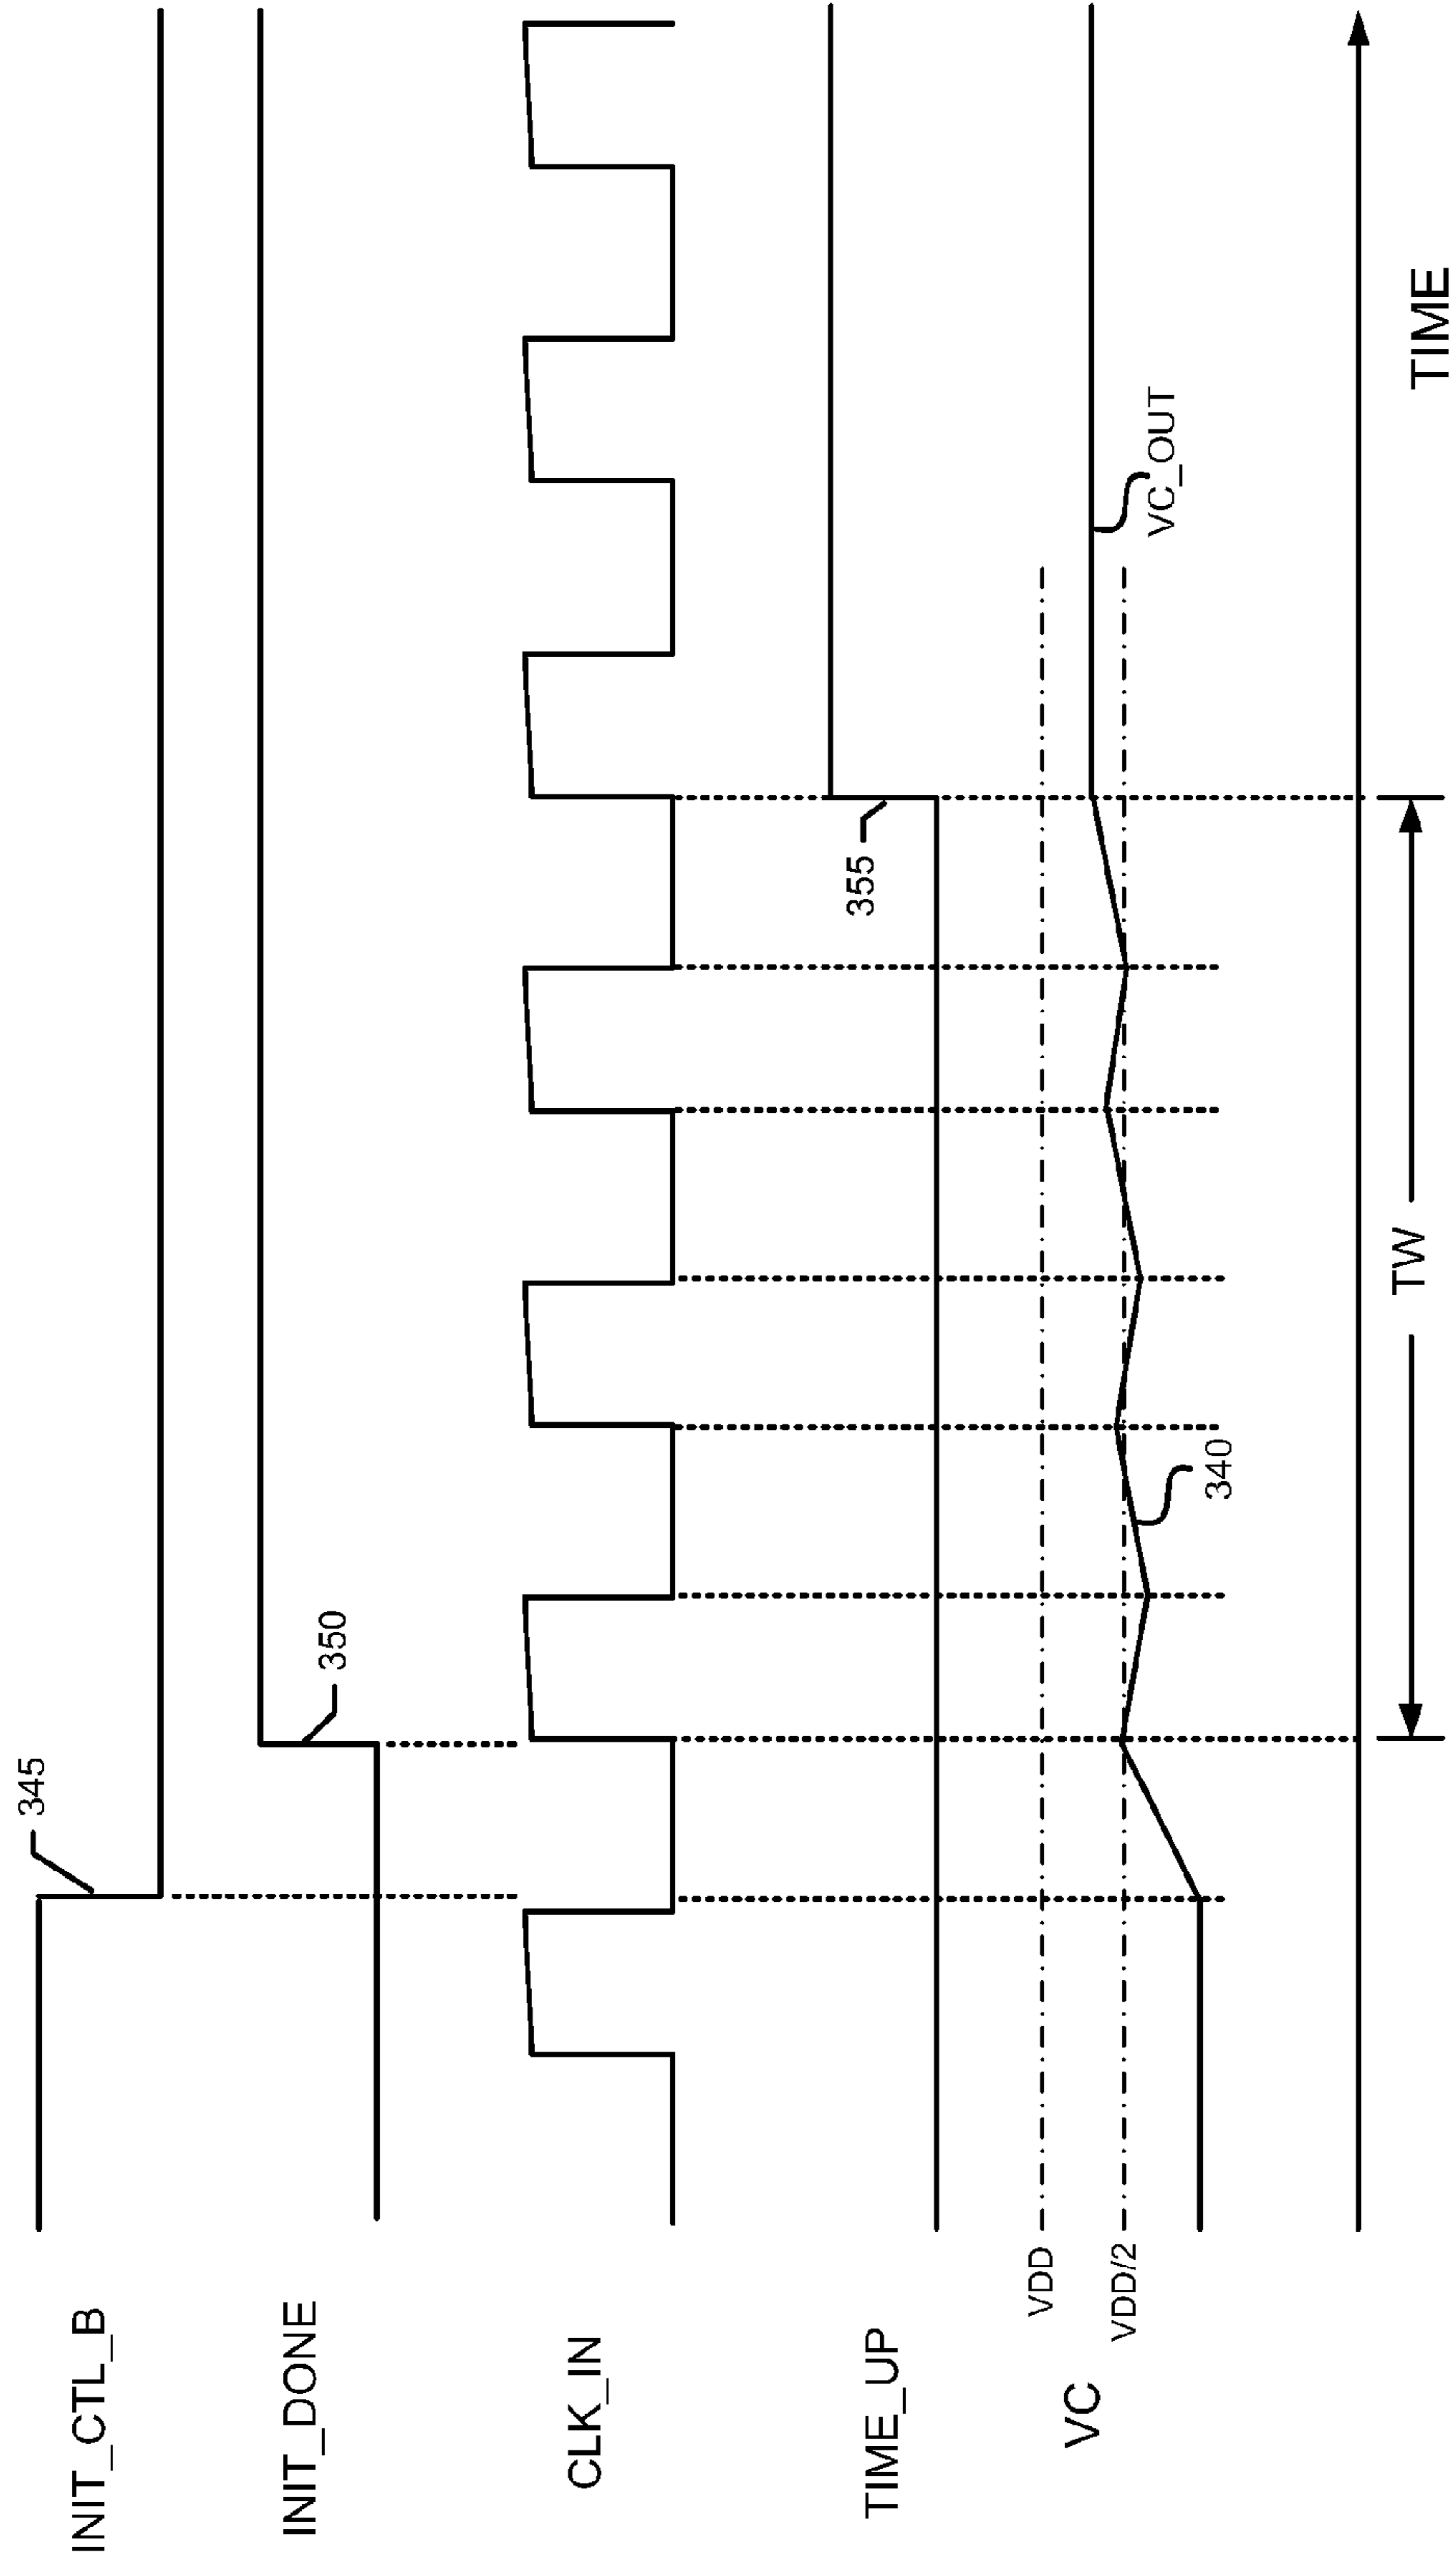 INIT_CTL_B
345
INIT_DONE
350
CLK_IN
TIME_UP
355
VDD
VDD/2
VC
340
VC_OUT
TW
TIME